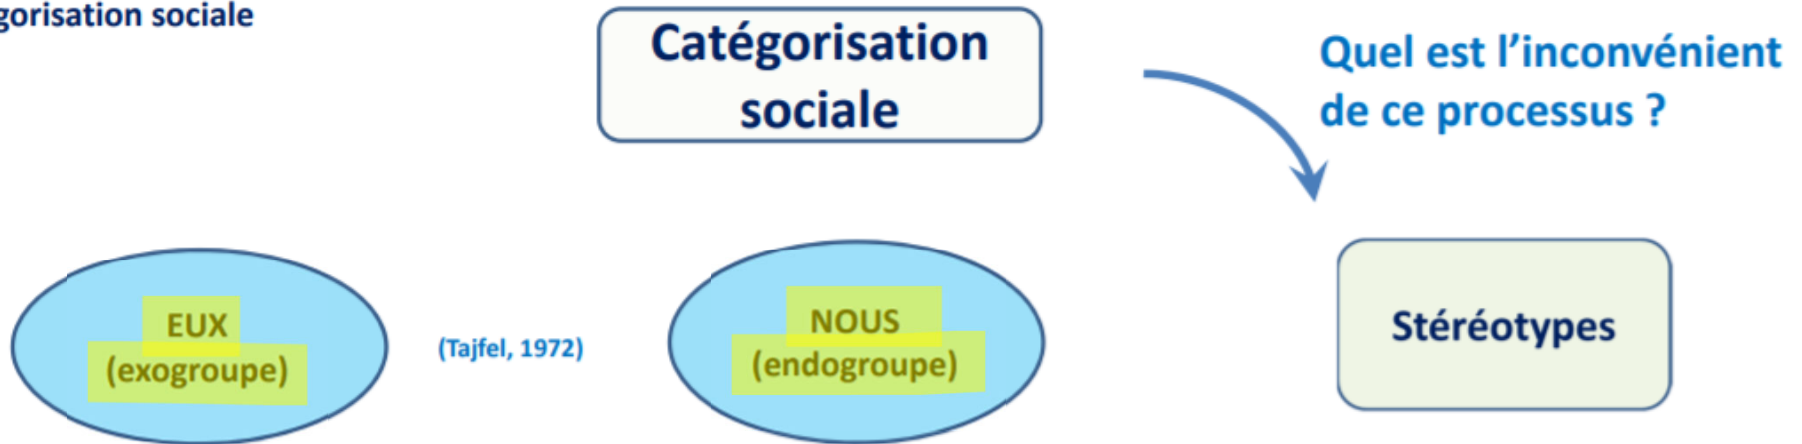 gorisation sociale
Catégorisation
sociale
Quel est l’inconvénient
de ce processus ?
EUX
(exogroupe)
(Tajfel, 1972)
NOUS
(endogroupe)
Stéréotypes